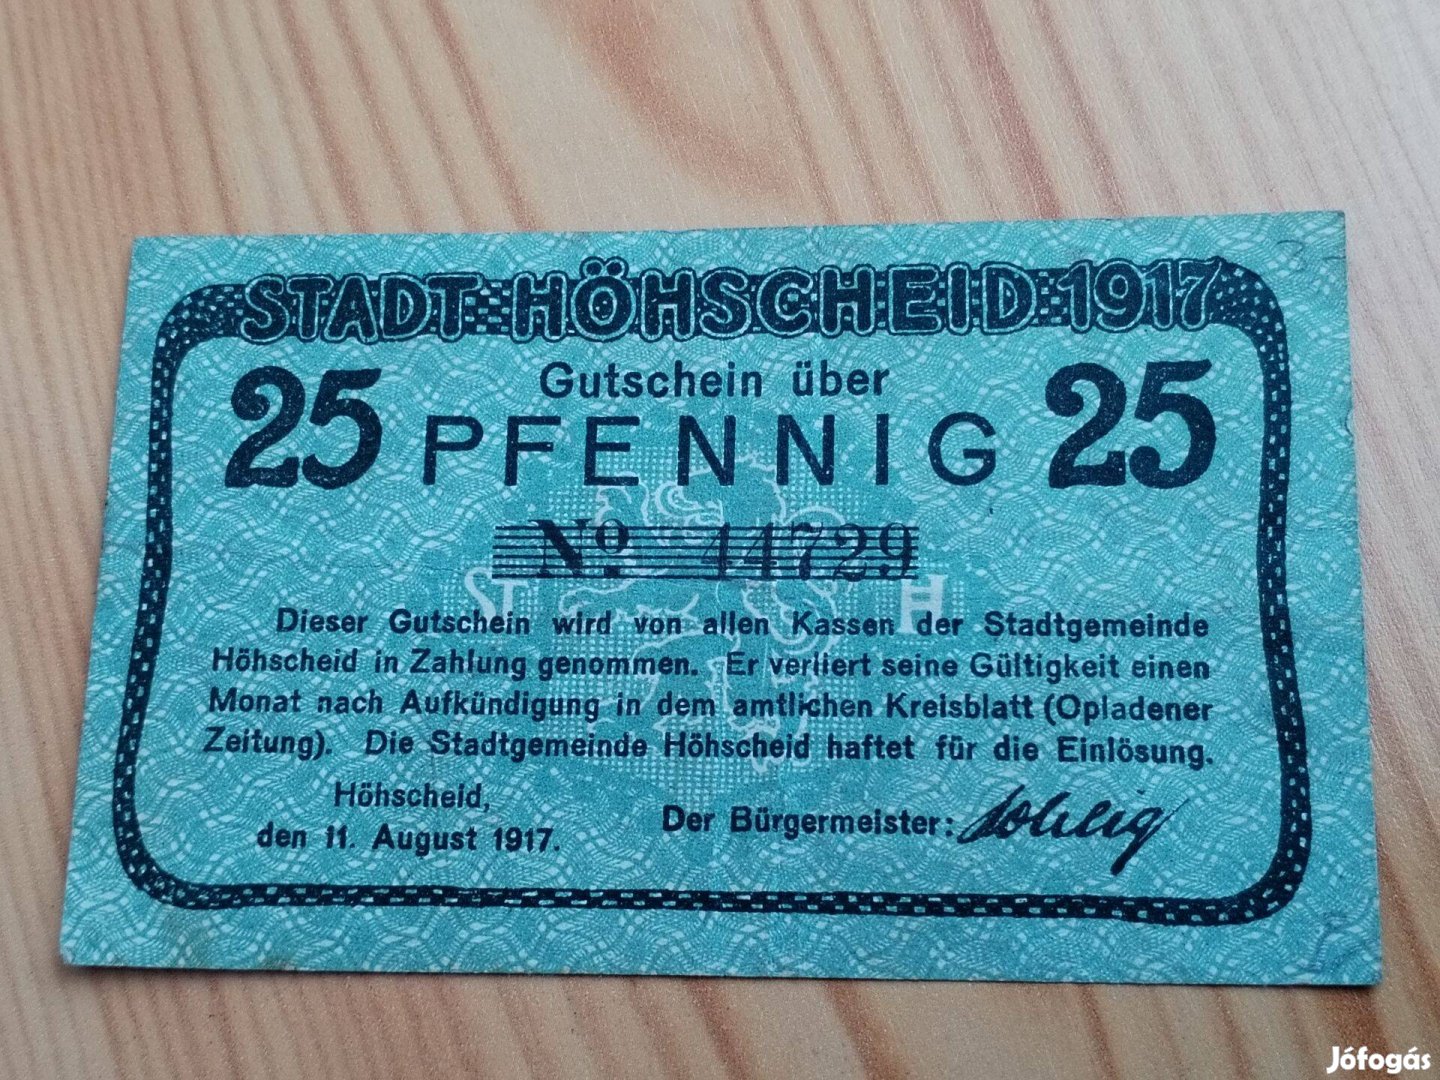 STADT HÖHSCHEID 1917
Gutschein über
25 PFENNIG 25
No. 44729
ST H
Dieser Gutschein wird von allen Kassen der Stadtgemeinde
Höhscheid in Zahlung genommen. Er verliert seine Gültigkeit einen
Monat nach Aufkündigung in dem amtlichen Kreisblatt (Opladener
Zeitung). Die Stadtgemeinde Höhscheid haftet für die Einlösung.
Höhscheid,
den 11. August 1917.
Der Bürgermeister:
Jófogás